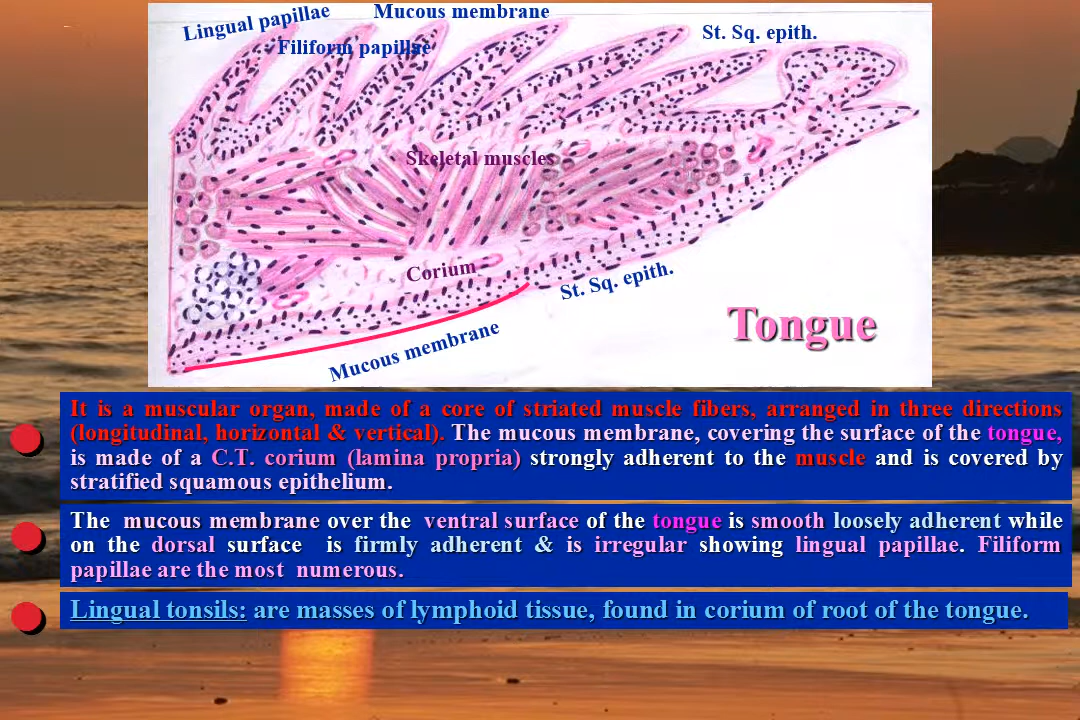 Lingual papillae
Mucous membrane
Filiform papillae
St. Sq. epith.
Skeletal muscles
Corium
St. Sq. epith.
Mucous membrane
Tongue
It is a muscular organ, made of a core of striated muscle fibers, arranged in three directions
(longitudinal, horizontal & vertical). The mucous membrane, covering the surface of the tongue,
is made of a C.T. corium (lamina propria) strongly adherent to the muscle and is covered by
stratified squamous epithelium.
The mucous membrane over the ventral surface of the tongue is smooth loosely adherent while
on the dorsal surface is firmly adherent & is irregular showing lingual papillae. Filiform
papillae are the most numerous.
Lingual tonsils: are masses of lymphoid tissue, found in corium of root of the tongue.